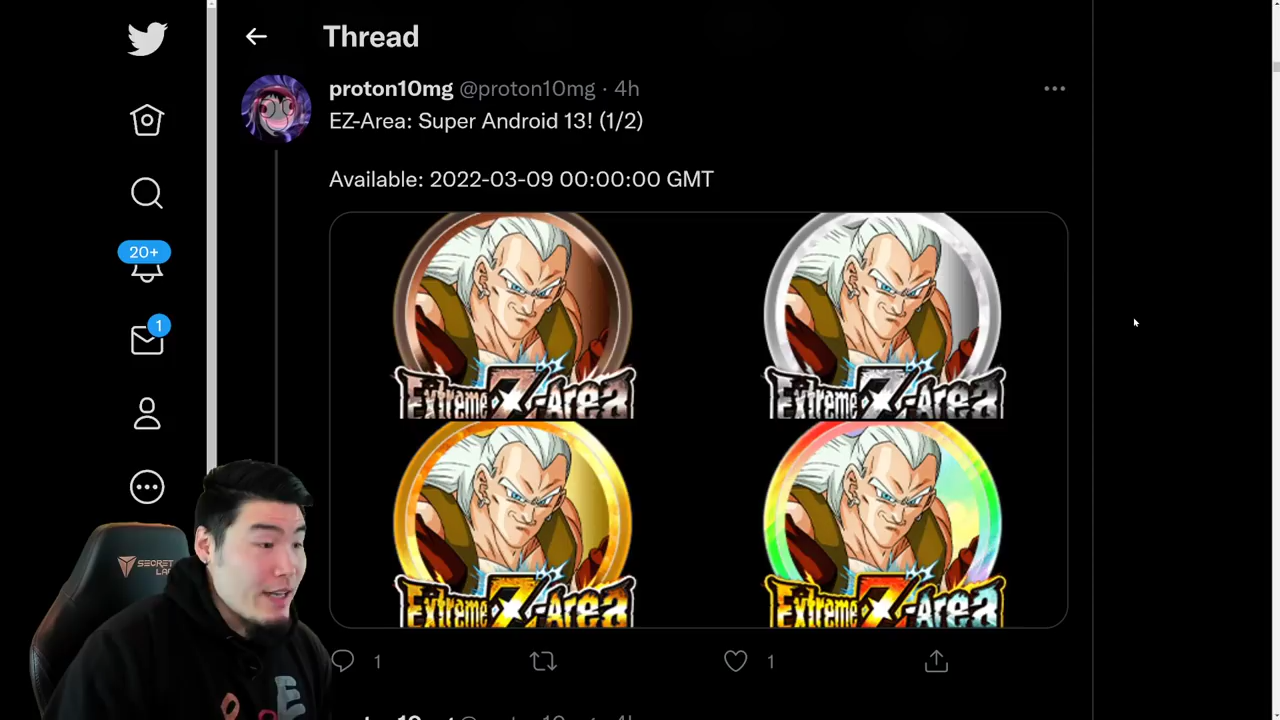 Thread
proton10mg @proton10mg · 4h
EZ-Area: Super Android 13! (1/2)
Available: 2022-03-09 00:00:00 GMT
20+
1
Extreme Z-Area
Extreme Z-Area
Extreme Z-Area
Extreme Z-Area
1
1
SECRET